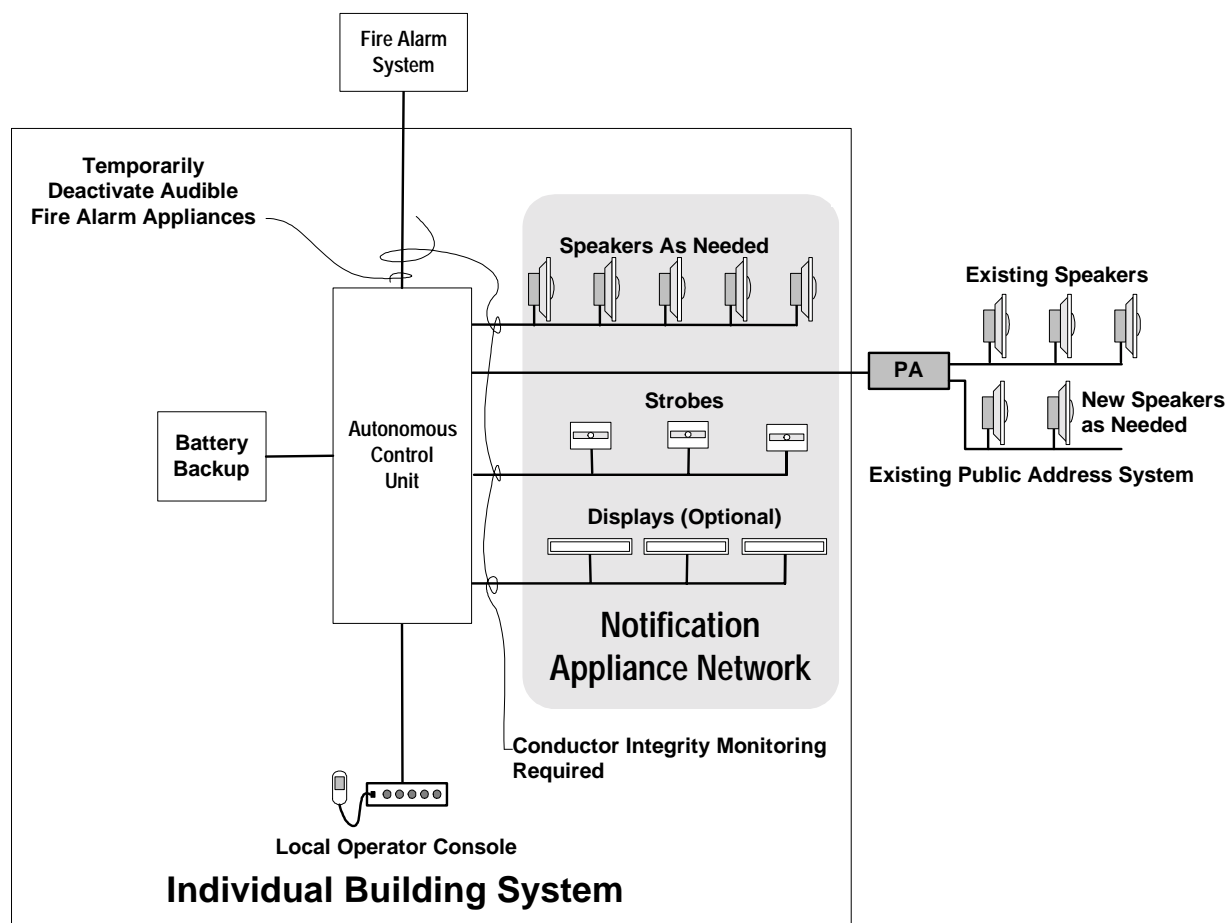 Fire Alarm
System
Temporarily
Deactivate Audible
Fire Alarm Appliances
Speakers As Needed
Existing Speakers
PA
New Speakers
as Needed
Existing Public Address System
Strobes
Battery
Backup
Autonomous
Control
Unit
Displays (Optional)
Notification
Appliance Network
Conductor Integrity Monitoring
Required
Local Operator Console
Individual Building System